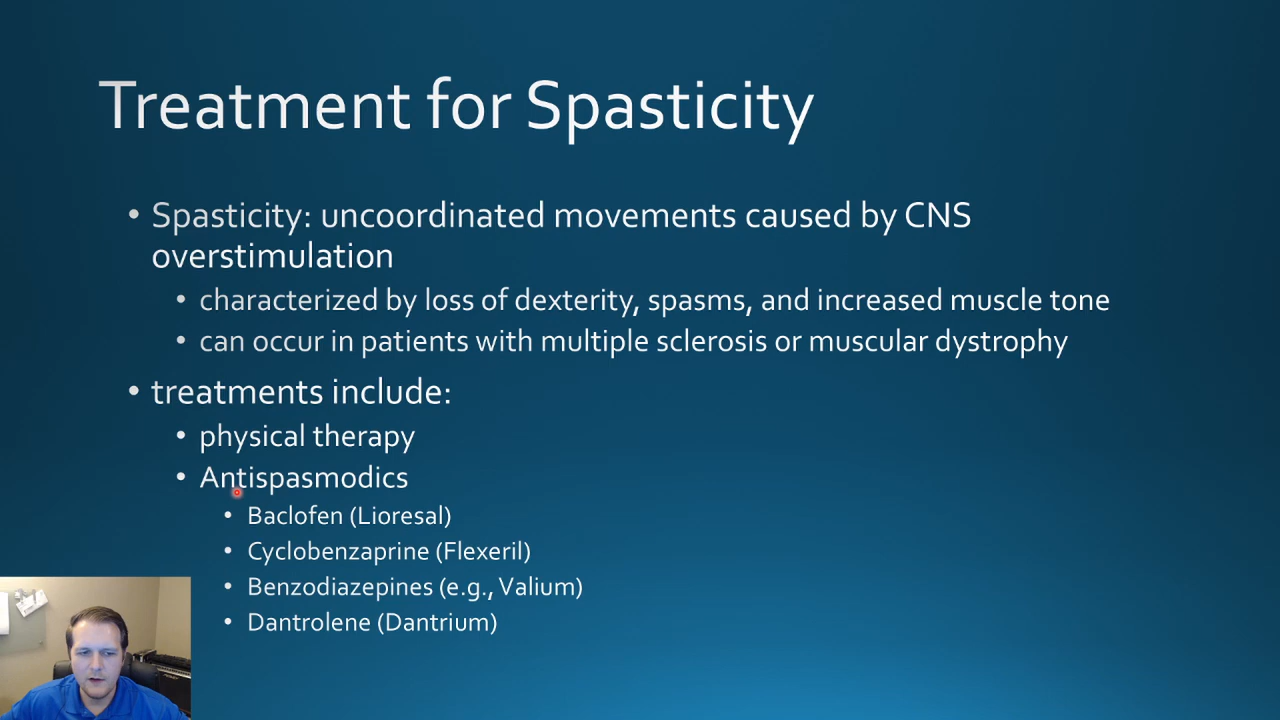 Treatment for Spasticity
• Spasticity: uncoordinated movements caused by CNS
overstimulation
• characterized by loss of dexterity, spasms, and increased muscle tone
• can occur in patients with multiple sclerosis or muscular dystrophy
• treatments include:
• physical therapy
• Antispasmodics
• Baclofen (Lioresal)
• Cyclobenzaprine (Flexeril)
• Benzodiazepines (e.g., Valium)
• Dantrolene (Dantrium)